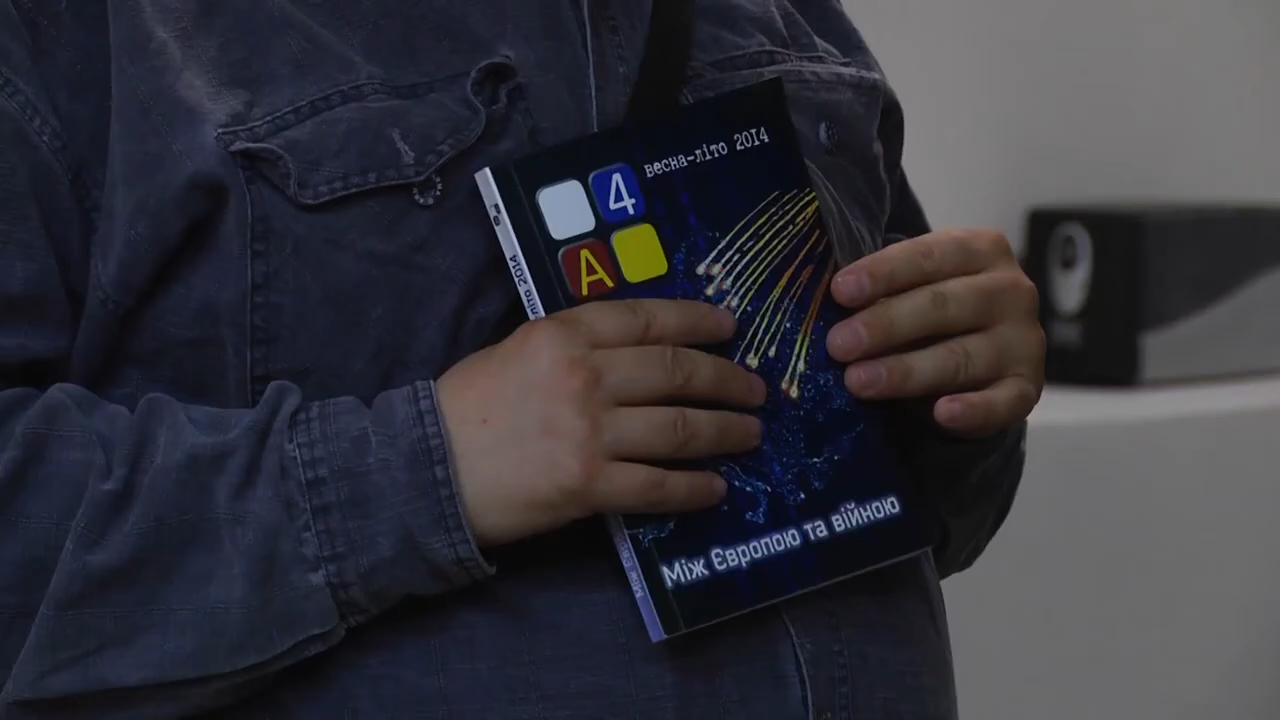 весна-літо 2014
4
А
Між Європою та війною
літо 2014